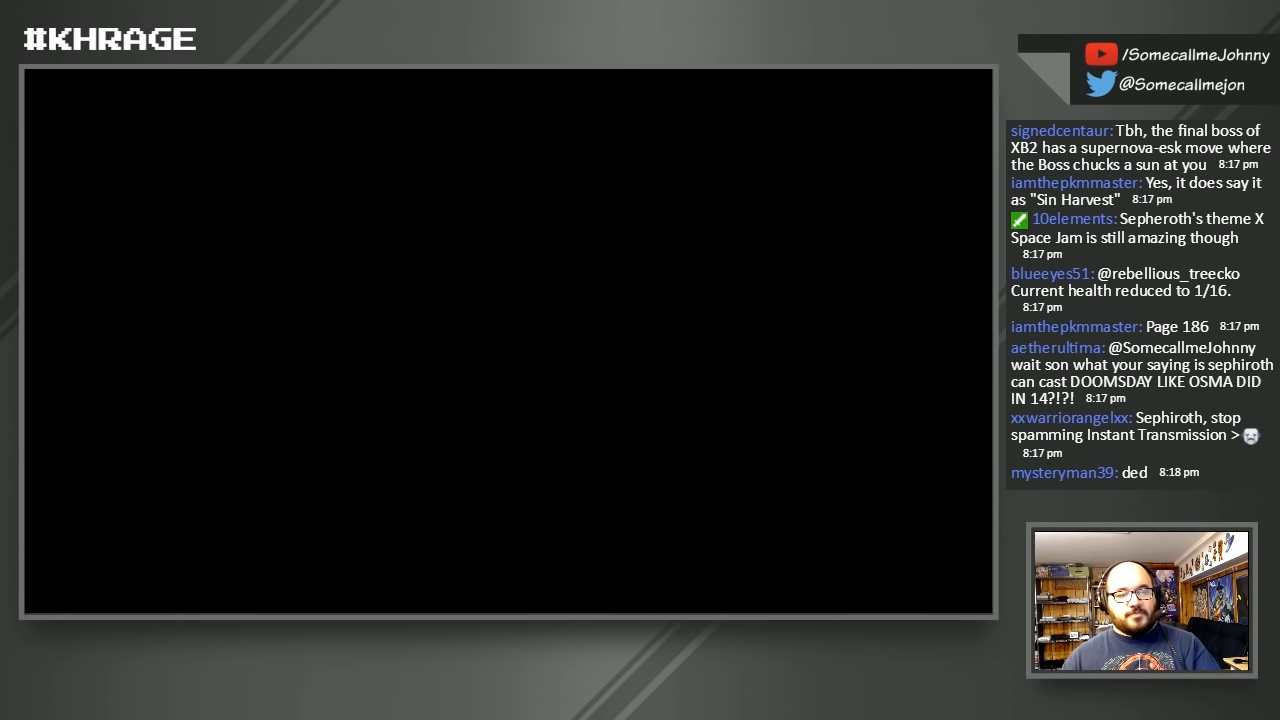 #KHRAGE
/SomecallmeJohnny
@Somecallmejon
signedcentaur: Tbh, the final boss of
XB2 has a supernova-esk move where
the Boss chucks a sun at you 8:17 pm
iamthepkmmaster: Yes, it does say it
as "Sin Harvest" 8:17 pm
10elements: Sepheroth's theme X
Space Jam is still amazing though
8:17 pm
blueeyes51: @rebellious_treecko
Current health reduced to 1/16.
8:17 pm
iamthepkmmaster: Page 186 8:17 pm
aetherultima: @SomecallmeJohnny
wait son what your saying is sephiroth
can cast DOOMSDAY LIKE OSMA DID
IN 14?!?! 8:17 pm
xxwarriorangelxx: Sephiroth, stop
spamming Instant Transmission >
8:17 pm
mysteryman39: ded 8:18 pm